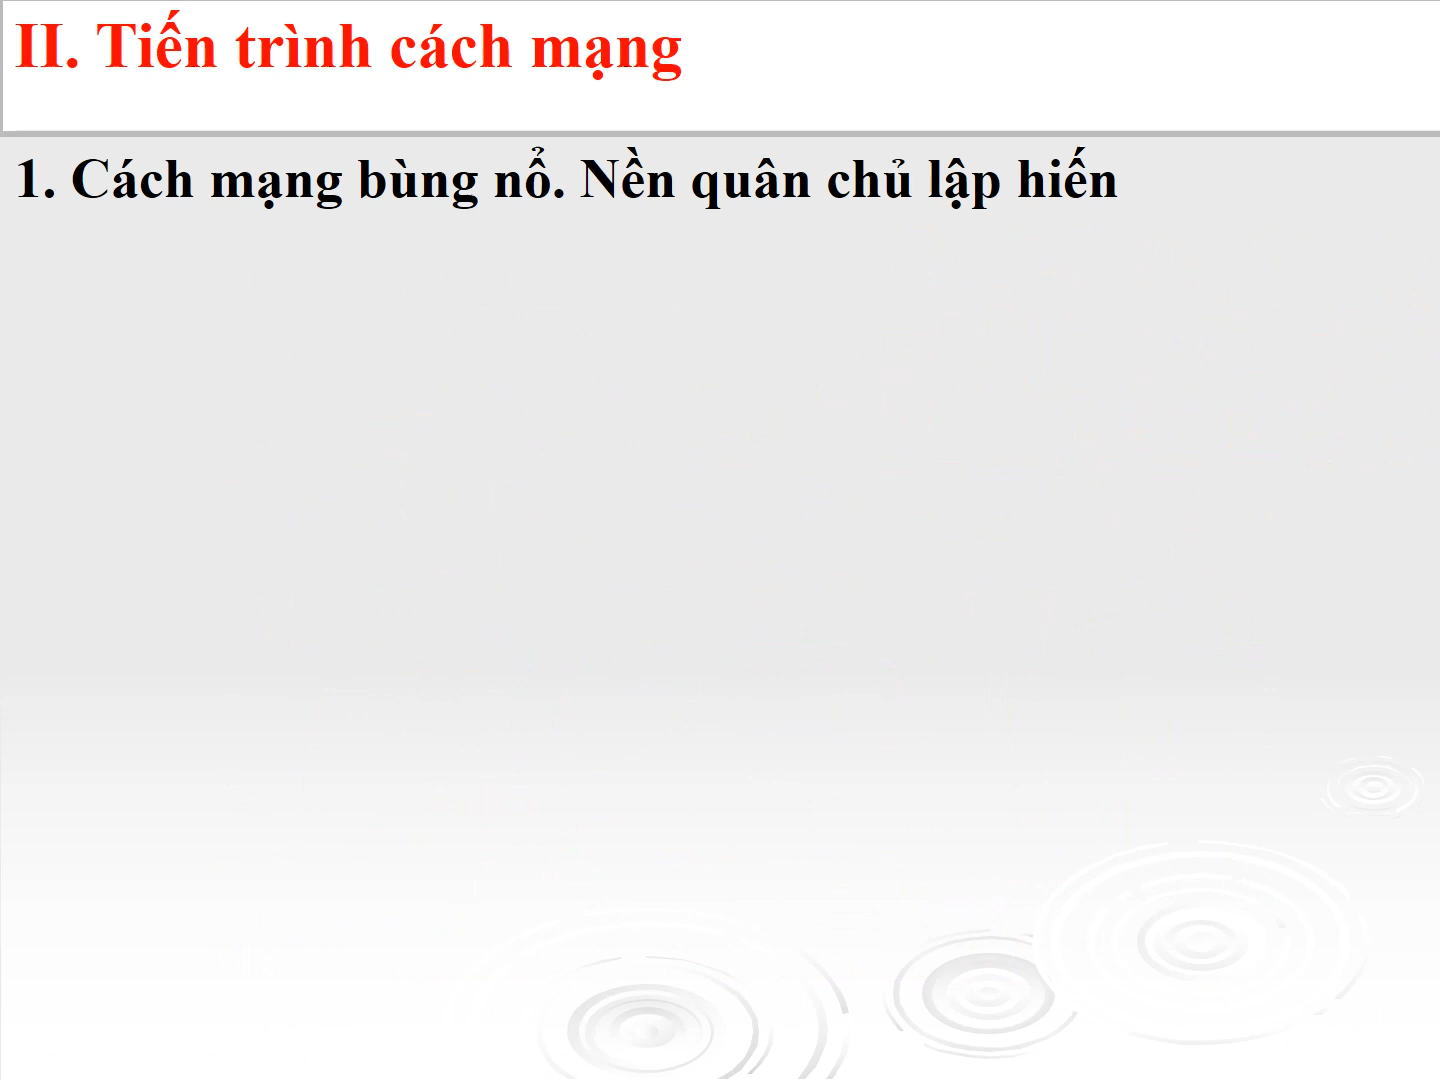 II. Tiến trình cách mạng
1. Cách mạng bùng nổ. Nền quân chủ lập hiến